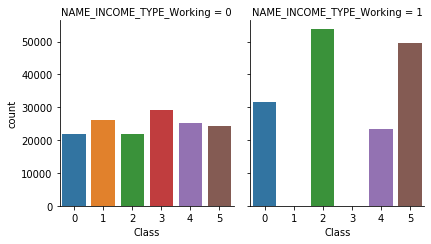 NAME_INCOME_TYPE_Working = 0
NAME_INCOME_TYPE_Working = 1
50000
40000
30000
20000
10000
0
count
0 1 2 3 4 5
0 1 2 3 4 5
Class
Class